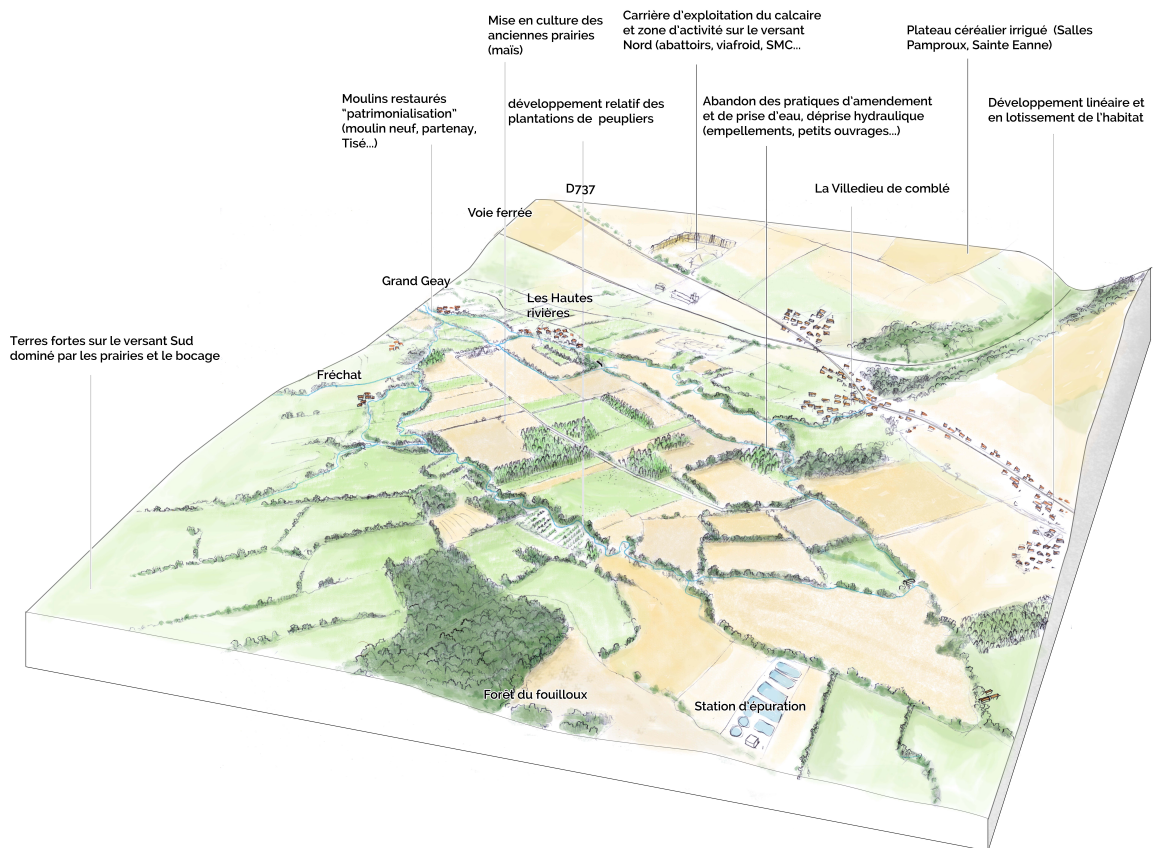 Mise en culture des
anciennes prairies
(maïs)
Carrière d'exploitation du calcaire
et zone d'activité sur le versant
Nord (abattoirs, viafroid, SMC...
Plateau céréalier irrigué (Salles
Pamproux, Sainte Eanne)
Moulins restaurés
"patrimonialisation"
(moulin neuf, partenay,
Tisé...)
développement relatif des
plantations de peupliers
Abandon des pratiques d'amendement
et de prise d'eau, déprise hydraulique
(empellements, petits ouvrages...)
Développement linéaire et
en lotissement de l'habitat
D737
La Villedieu de comblé
Voie ferrée
Grand Geay
Les Hautes
rivières
Terres fortes sur le versant Sud
dominé par les prairies et le bocage
Fréchat
Forêt du fouilloux
Station d'épuration